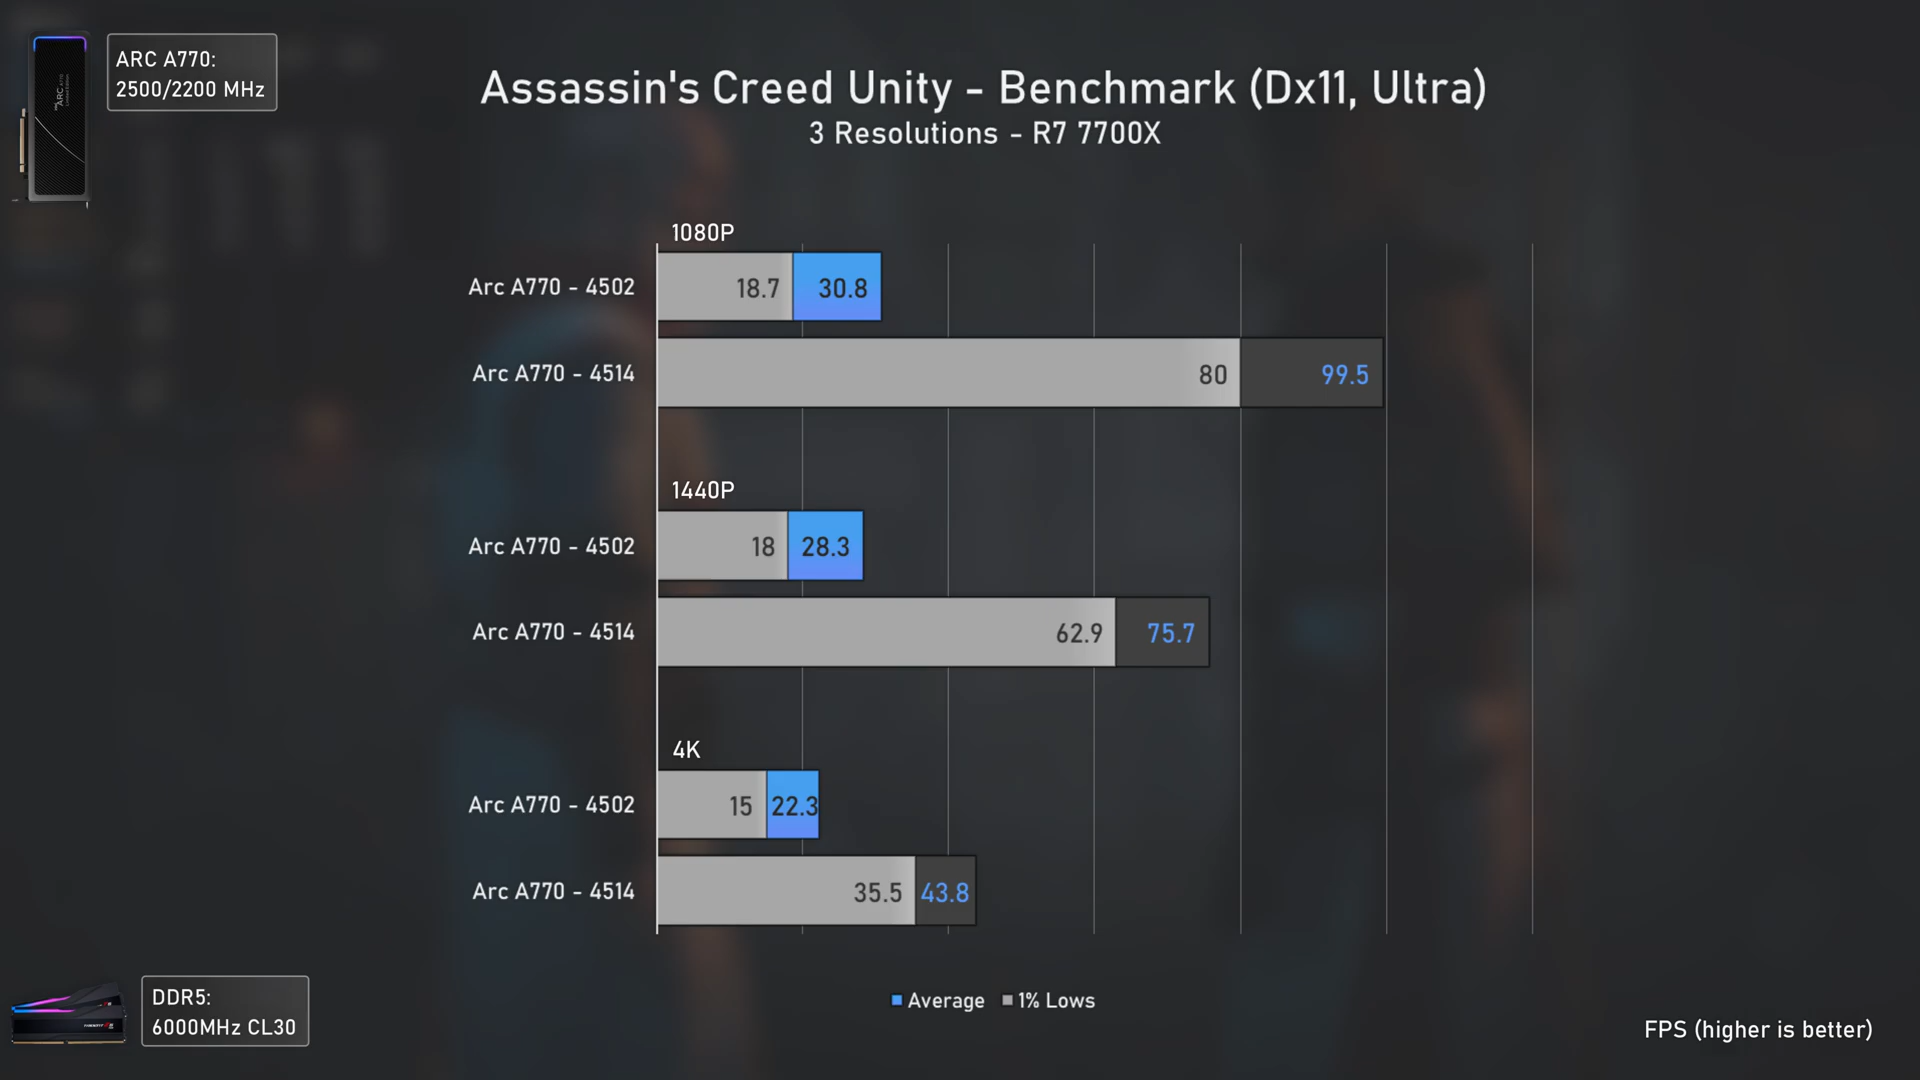 ARC A770:
2500/2200 MHz
Assassin's Creed Unity - Benchmark (Dx11, Ultra)
3 Resolutions - R7 7700X
1080P
Arc A770 - 4502
18.7
30.8
Arc A770 - 4514
80
99.5
1440P
Arc A770 - 4502
18
28.3
Arc A770 - 4514
62.9
75.7
4K
Arc A770 - 4502
15
22.3
Arc A770 - 4514
35.5
43.8
Average
1% Lows
DDR5:
6000MHz CL30
FPS (higher is better)